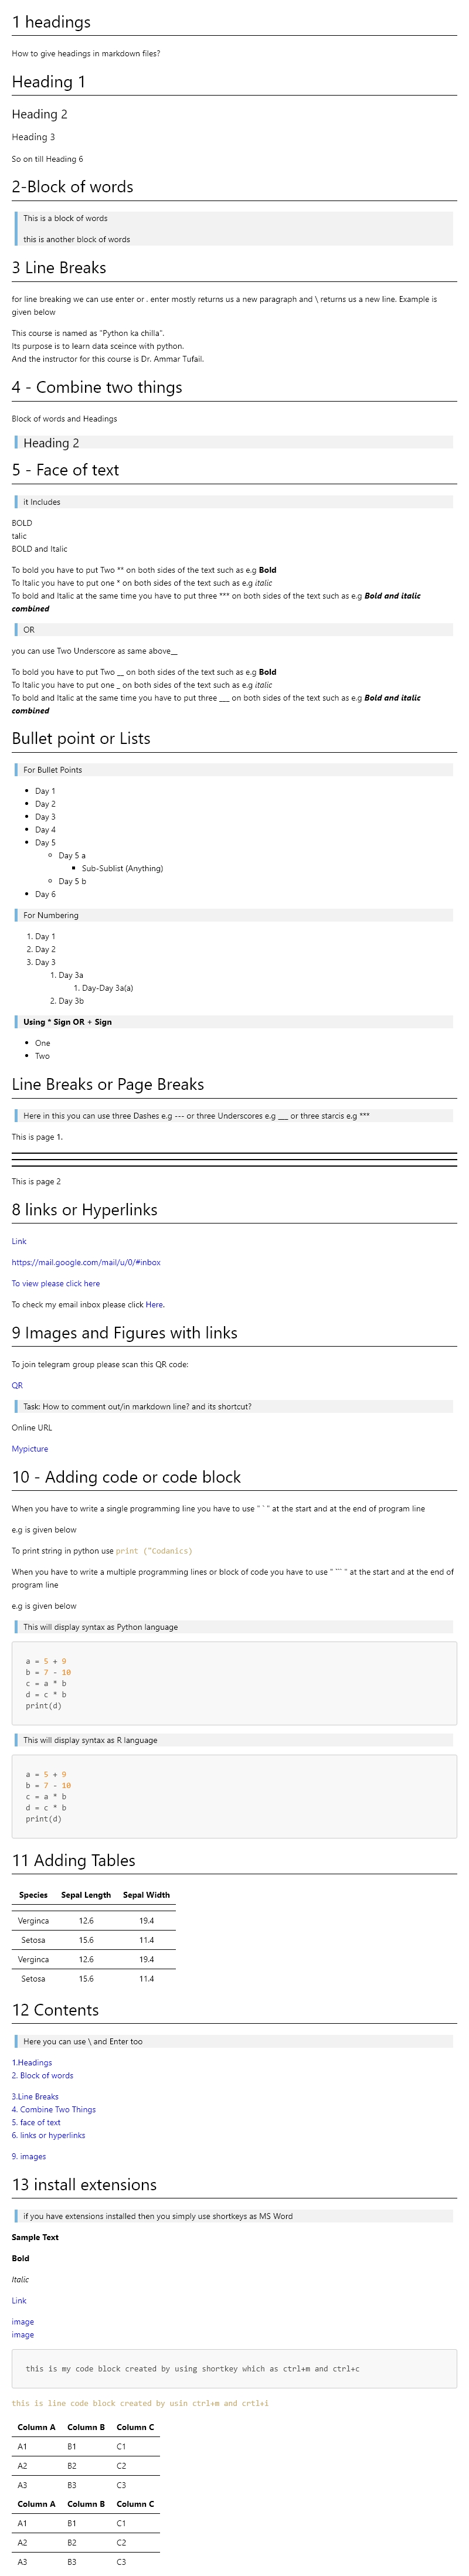 1 headings
How to give headings in markdown files?
Heading 1
Heading 2
Heading 3
So on till Heading 6
2-Block of words
This is a block of words
this is another block of words
3 Line Breaks
for line breaking we can use enter or . enter mostly returns us a new paragraph and \ returns us a new line. Example is
given below
This course is named as "Python ka chilla".
Its purpose is to learn data sceince with python.
And the instructor for this course is Dr. Ammar Tufail.
4 - Combine two things
Block of words and Headings
Heading 2
5 - Face of text
it Includes
BOLD
talic
BOLD and Italic
To bold you have to put Two ** on both sides of the text such as e.g Bold
To Italic you have to put one * on both sides of the text such as e.g italic
To bold and Italic at the same time you have to put three *** on both sides of the text such as e.g Bold and italic
combined
OR
you can use Two Underscore as same above__
To bold you have to put Two __ on both sides of the text such as e.g Bold
To Italic you have to put one _ on both sides of the text such as e.g italic
To bold and Italic at the same time you have to put three ___ on both sides of the text such as e.g Bold and italic
combined
Bullet point or Lists
For Bullet Points
• Day 1
• Day 2
• Day 3
• Day 4
• Day 5
◦ Day 5 a
▪ Sub-Sublist (Anything)
◦ Day 5 b
• Day 6
For Numbering
1. Day 1
2. Day 2
3. Day 3
1. Day 3a
1. Day-Day 3a(a)
2. Day 3b
Using * Sign OR + Sign
• One
• Two
Line Breaks or Page Breaks
Here in this you can use three Dashes e.g --- or three Underscores e.g ___ or three starcis e.g ***
This is page 1.
This is page 2
8 links or Hyperlinks
Link
https://mail.google.com/mail/u/0/#inbox
To view please click here
To check my email inbox please click Here.
9 Images and Figures with links
To join telegram group please scan this QR code:
QR
Task: How to comment out/in markdown line? and its shortcut?
Online URL
Mypicture
10 - Adding code or code block
When you have to write a single programming line you have to use " ` " at the start and at the end of program line
e.g is given below
To print string in python use print ("Codanics)
When you have to write a multiple programming lines or block of code you have to use " ``` " at the start and at the end of
program line
e.g is given below
This will display syntax as Python language
a = 5 + 9
b = 7 - 10
c = a * b
d = c * b
print(d)
This will display syntax as R language
a = 5 + 9
b = 7 - 10
c = a * b
d = c * b
print(d)
11 Adding Tables
Species Sepal Length Sepal Width
Verginca 12.6 19.4
Setosa 15.6 11.4
Verginca 12.6 19.4
Setosa 15.6 11.4
12 Contents
Here you can use \ and Enter too
1.Headings
2. Block of words
3.Line Breaks
4. Combine Two Things
5. face of text
6. links or hyperlinks
9. images
13 install extensions
if you have extensions installed then you simply use shortkeys as MS Word
Sample Text
Bold
Italic
Link
image
image
this is my code block created by using shortkey which as ctrl+m and ctrl+c
this is line code block created by usin ctrl+m and crtl+i
Column A Column B Column C
A1 B1 C1
A2 B2 C2
A3 B3 C3
Column A Column B Column C
A1 B1 C1
A2 B2 C2
A3 B3 C3